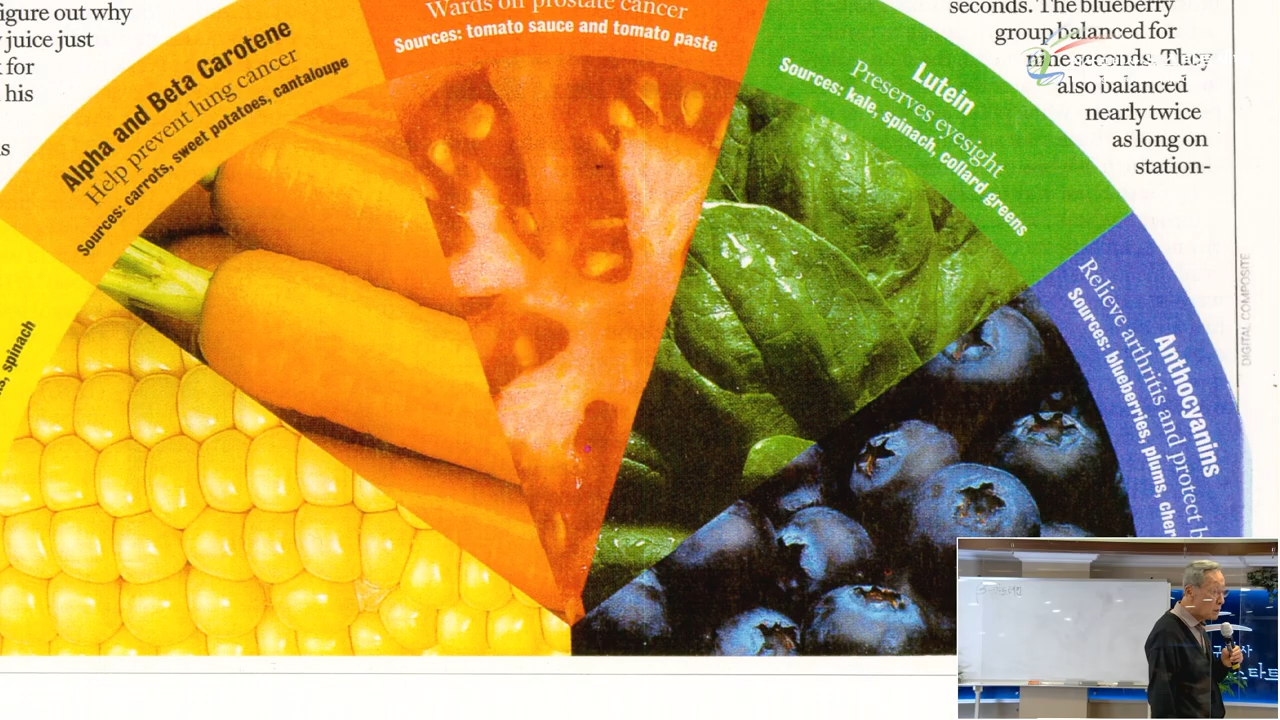 figure out why
juice just
for
his
s
s, spinach
Alpha and Beta Carotene
Help prevent lung cancer
Sources: carrots, sweet potatoes, cantaloupe
Wards off prostate cancer
Sources: tomato sauce and tomato paste
Lutein
Preserves eyesight
Sources: kale, spinach, collard greens
Anthocyanins
Relieve arthritis and protect b
Sources: blueberries, plums, cher
seconds. The blueberry
group balanced for
nine seconds. They
also balanced
nearly twice
as long on
station-
DIGITAL COMPOSITE